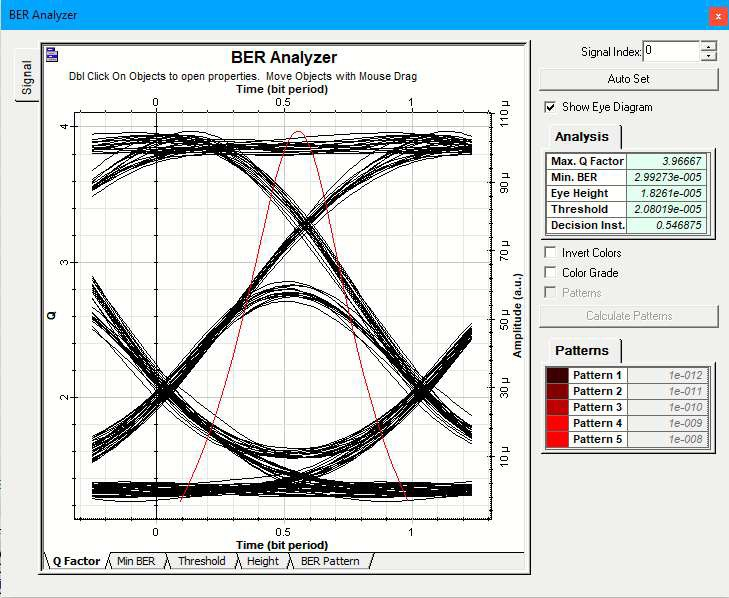 BER Analyzer
Signal
BER Analyzer
Dbl Click On Objects to open properties. Move Objects with Mouse Drag
Time (bit period)
0 0.5 1
Q
4
3
2
110 µ
90 µ
70 µ
50 µ
30 µ
10 µ
Amplitude (a.u.)
0 0.5 1
Time (bit period)
Q Factor Min BER Threshold Height BER Pattern
Signal Index: 0
Auto Set
Show Eye Diagram
Analysis
Max. Q Factor 3.96667
Min. BER 2.99273e-005
Eye Height 1.8261e-005
Threshold 2.08019e-005
Decision Inst. 0.546875
Invert Colors
Color Grade
Patterns
Calculate Patterns
Patterns
Pattern 1 1e-012
Pattern 2 1e-011
Pattern 3 1e-010
Pattern 4 1e-009
Pattern 5 1e-008